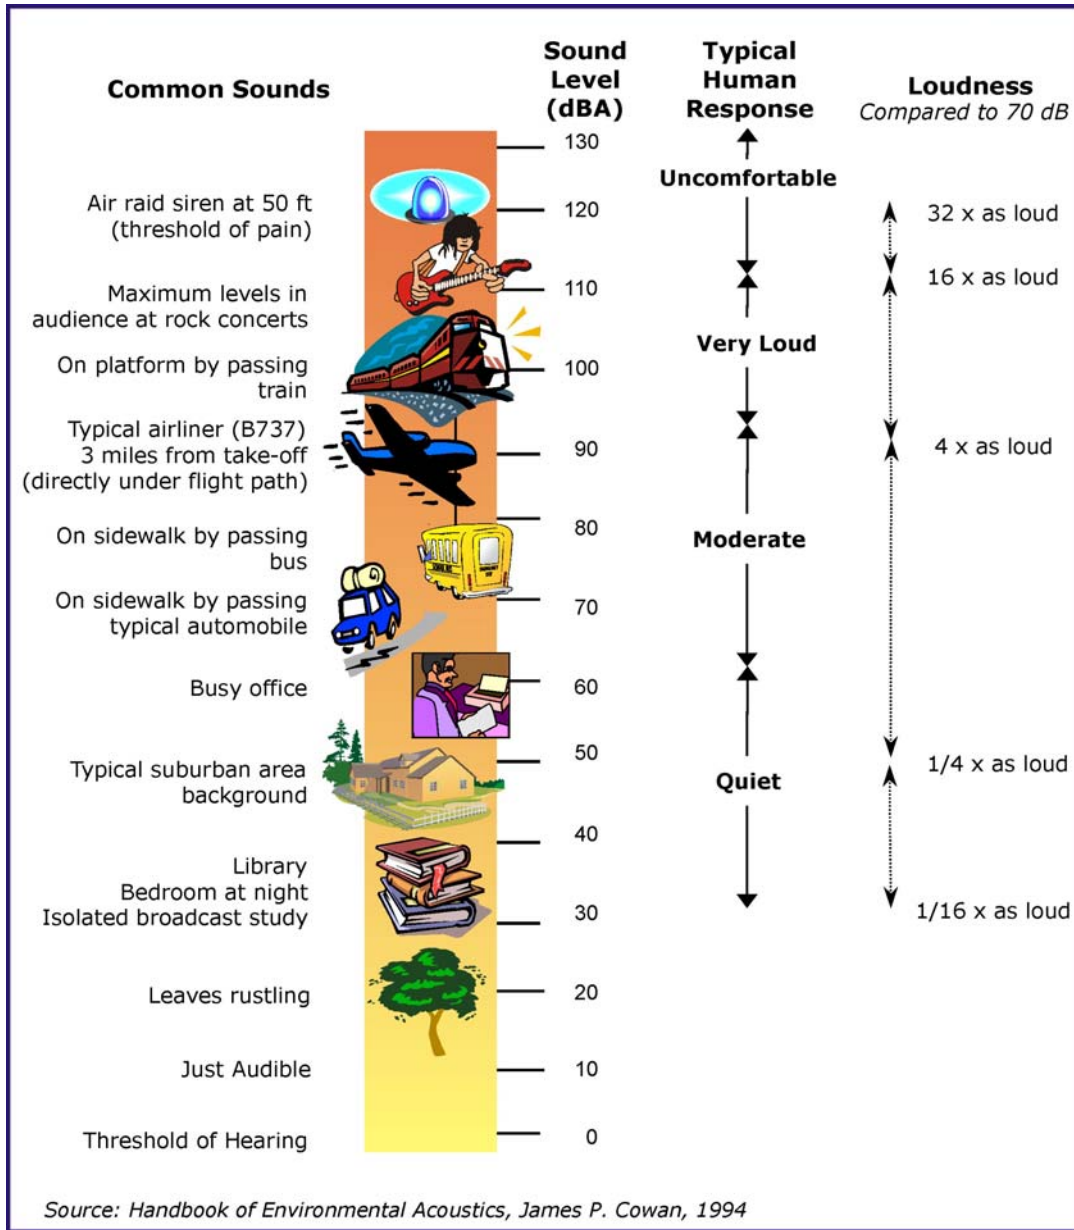 Common Sounds
Sound
Level
(dBA)
Typical
Human
Response
Loudness
Compared to 70 dB
130
Uncomfortable
Air raid siren at 50 ft
(threshold of pain)
120
32 x as loud
Maximum levels in
audience at rock concerts
110
16 x as loud
On platform by passing
train
100
Very Loud
Typical airliner (B737)
3 miles from take-off
(directly under flight path)
90
4 x as loud
On sidewalk by passing
bus
80
Moderate
On sidewalk by passing
typical automobile
70
Busy office
60
Typical suburban area
background
50
Quiet
1/4 x as loud
40
Library
Bedroom at night
Isolated broadcast study
30
1/16 x as loud
Leaves rustling
20
Just Audible
10
Threshold of Hearing
0
Source: Handbook of Environmental Acoustics, James P. Cowan, 1994